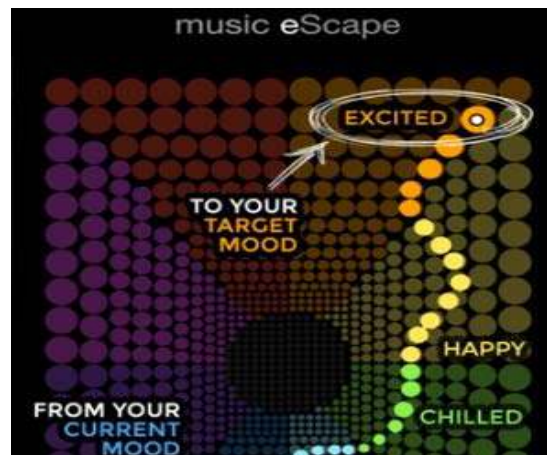 music eScape
EXCITED
TO YOUR
TARGET
MOOD
HAPPY
CHILLED
FROM YOUR
CURRENT
MOOD